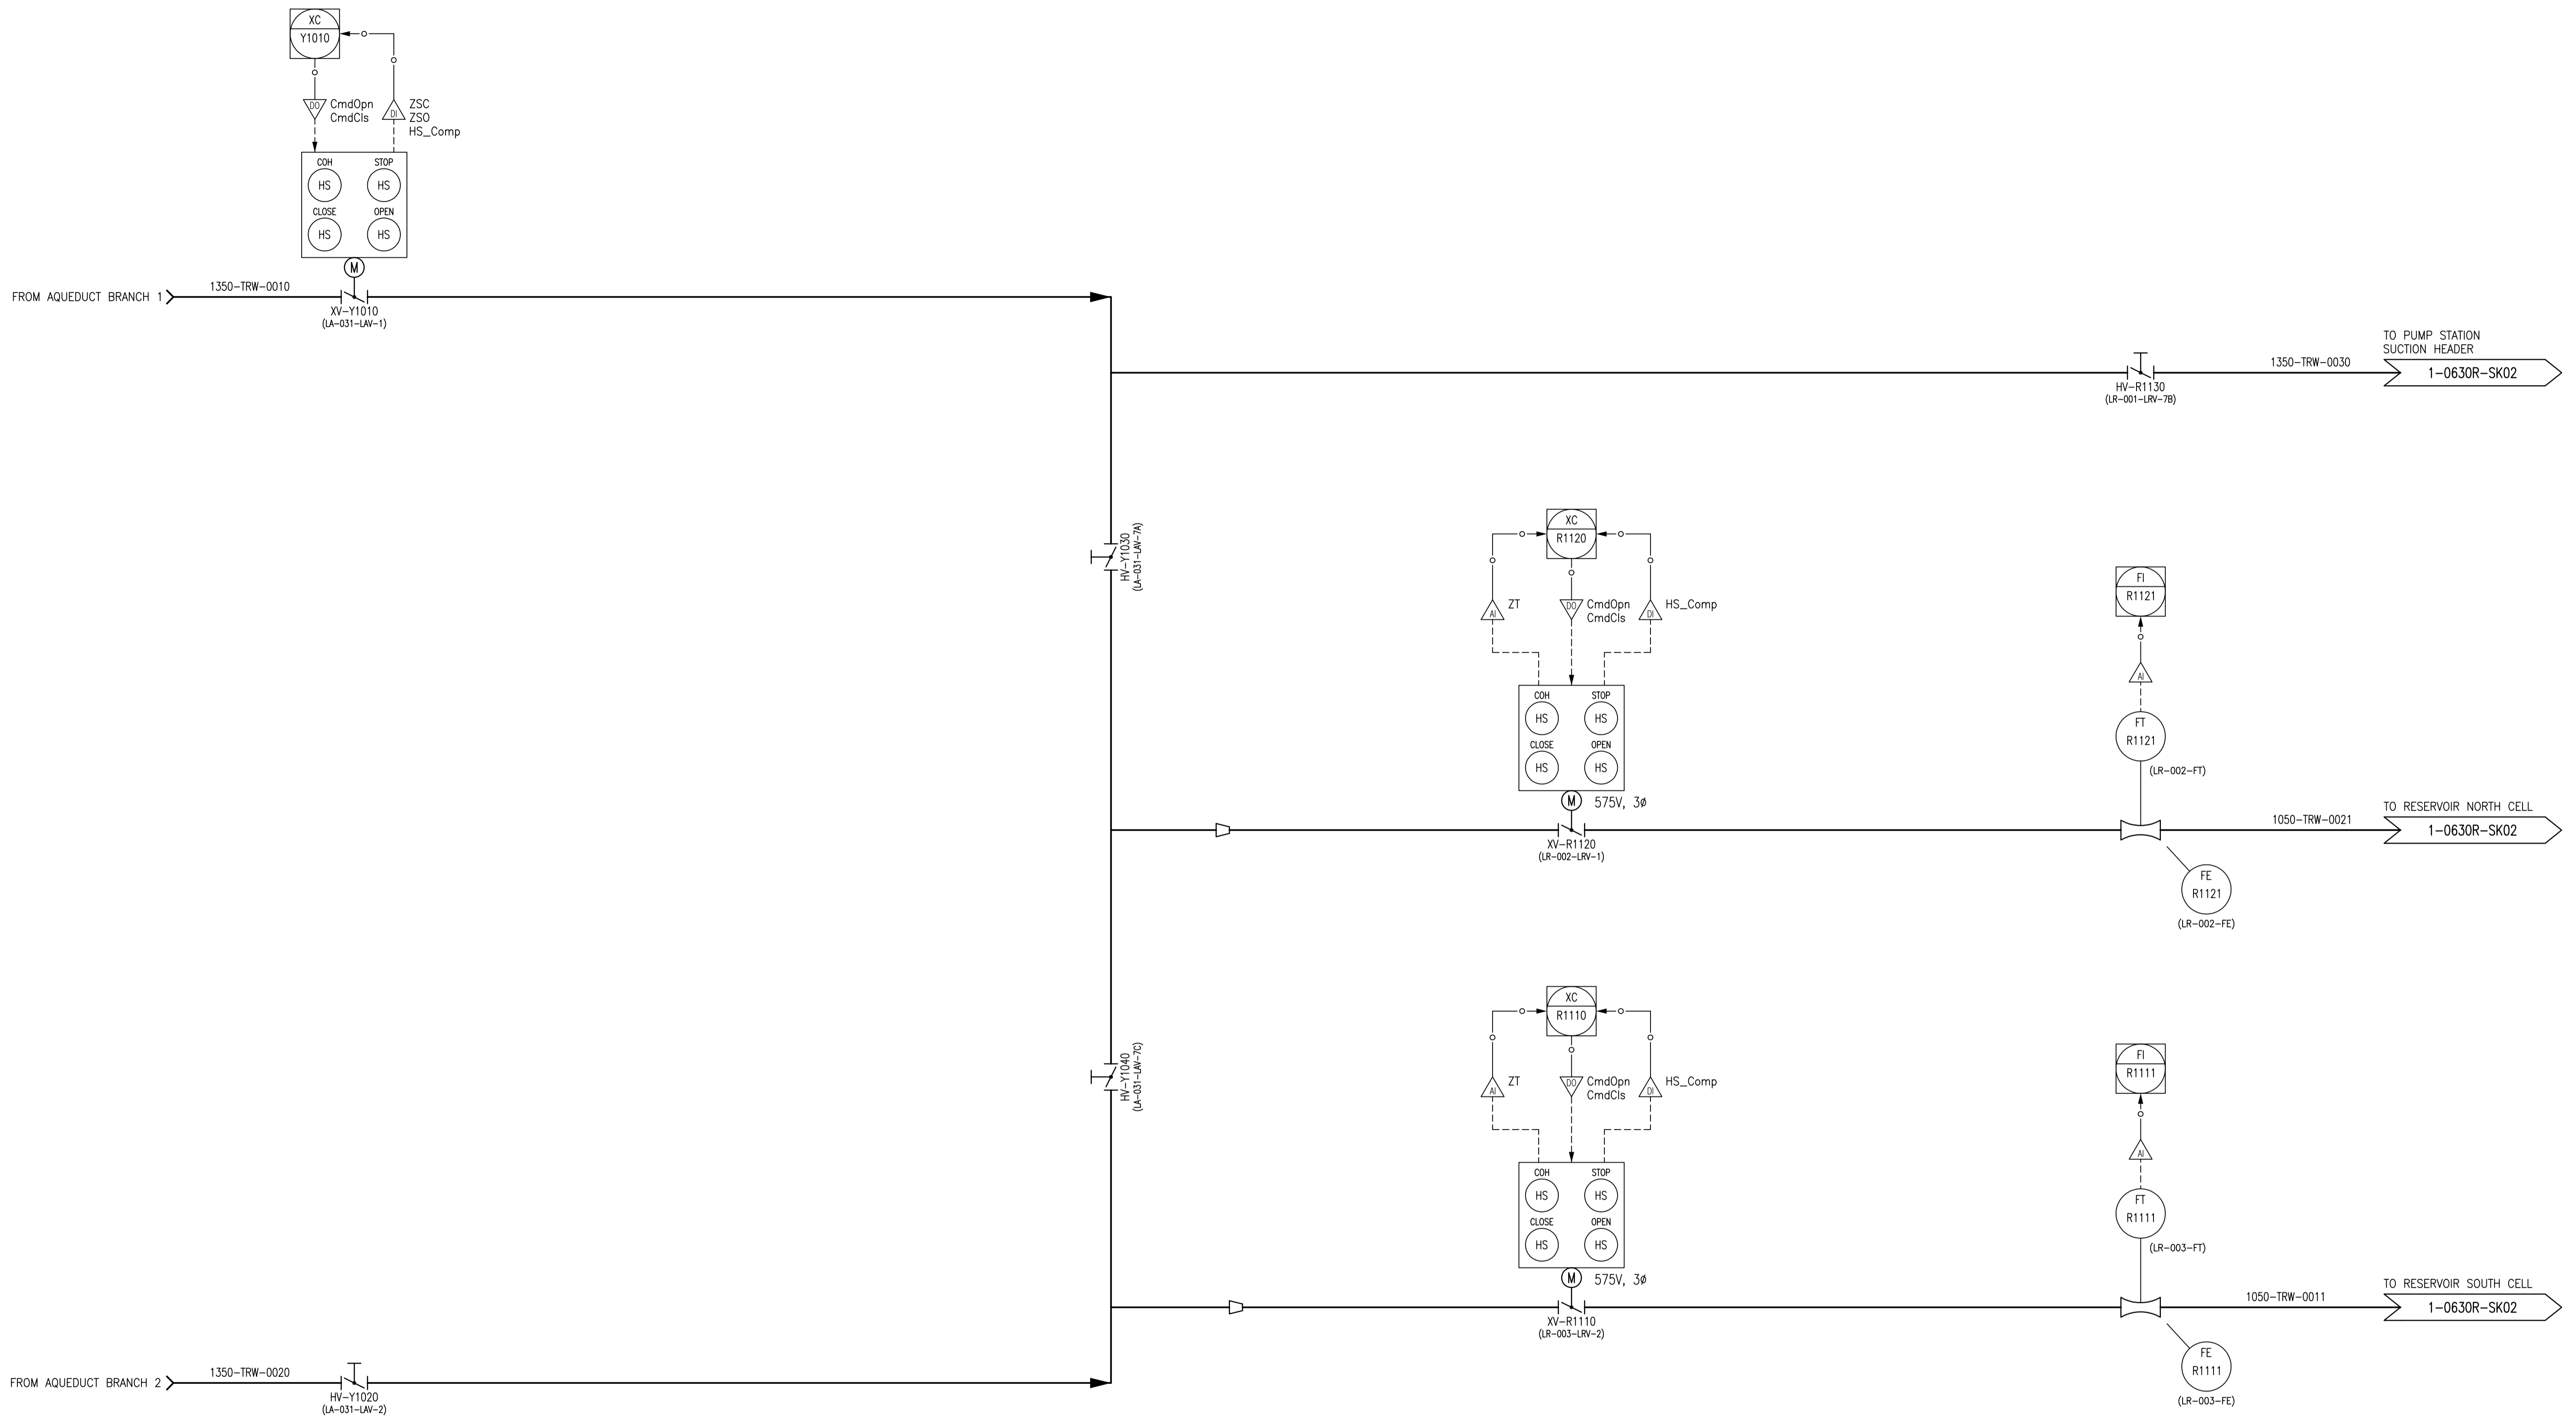 XC
Y1010
DO
CmdOpn
CmdCls
DI
ZSC
ZSO
HS_Comp
COH
STOP
HS
HS
CLOSE
OPEN
HS
HS
M
FROM AQUEDUCT BRANCH 1
1350-TRW-0010
XV-Y1010
(LA-031-LAV-1)
TO PUMP STATION
SUCTION HEADER
1350-TRW-0030
1-0630R-SK02
HV-R1130
(LR-001-LRV-7B)
HV-Y1030
(LA-031-LAV-7A)
XC
R1120
AI
ZT
DO
CmdOpn
CmdCls
DI
HS_Comp
COH
STOP
HS
HS
CLOSE
OPEN
HS
HS
M
575V, 3ø
XV-R1120
(LR-002-LRV-1)
FI
R1121
AI
FT
R1121
(LR-002-FT)
TO RESERVOIR NORTH CELL
1050-TRW-0021
1-0630R-SK02
FE
R1121
(LR-002-FE)
HV-Y1040
(LA-031-LAV-7C)
XC
R1110
AI
ZT
DO
CmdOpn
CmdCls
DI
HS_Comp
COH
STOP
HS
HS
CLOSE
OPEN
HS
HS
M
575V, 3ø
XV-R1110
(LR-003-LRV-2)
FI
R1111
AI
FT
R1111
(LR-003-FT)
TO RESERVOIR SOUTH CELL
1050-TRW-0011
1-0630R-SK02
FE
R1111
(LR-003-FE)
FROM AQUEDUCT BRANCH 2
1350-TRW-0020
HV-Y1020
(LA-031-LAV-2)